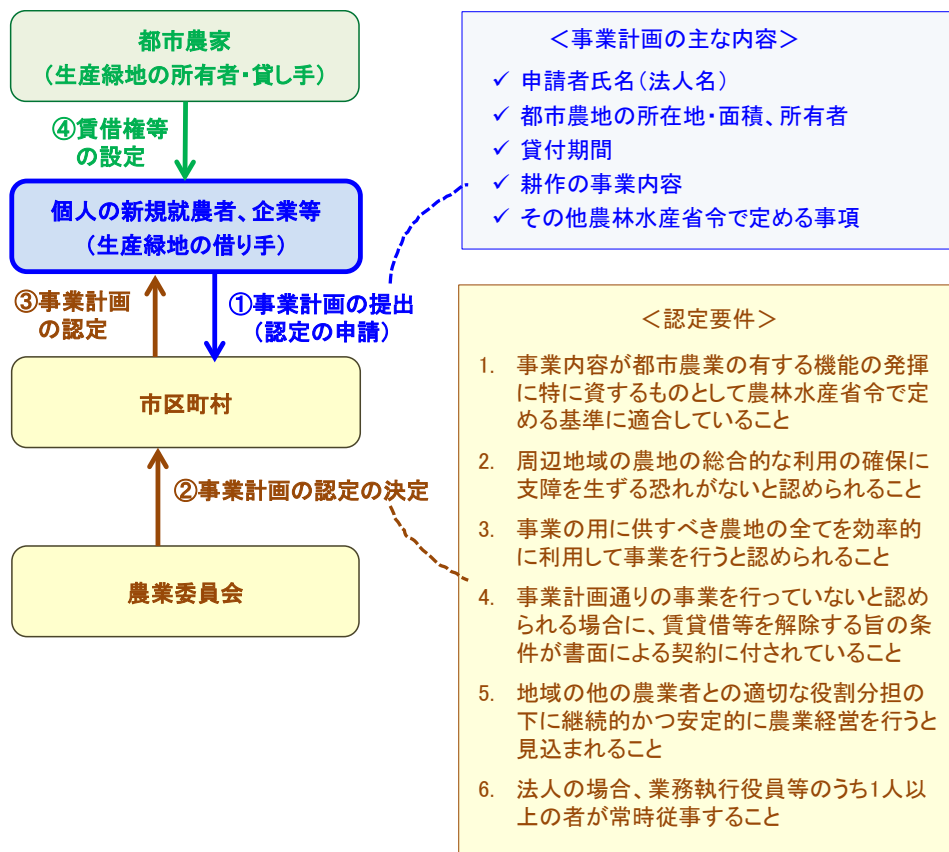 都市農家
(生産緑地の所有者・貸し手)
④賃借権等
の設定
個人の新規就農者、企業等
(生産緑地の借り手)
③事業計画
の認定
①事業計画の提出
(認定の申請)
市区町村
②事業計画の認定の決定
農業委員会
<事業計画の主な内容>
✓ 申請者氏名(法人名)
✓ 都市農地の所在地・面積、所有者
✓ 貸付期間
✓ 耕作の事業内容
✓ その他農林水産省令で定める事項
<認定要件>
1. 事業内容が都市農業の有する機能の発揮
に特に資するものとして農林水産省令で定
める基準に適合していること
2. 周辺地域の農地の総合的な利用の確保に
支障を生ずる恐れがないと認められること
3. 事業の用に供すべき農地の全てを効率的
に利用して事業を行うと認められること
4. 事業計画通りの事業を行っていないと認め
られる場合に、賃貸借等を解除する旨の条
件が書面による契約に付されていること
5. 地域の他の農業者との適切な役割分担の
下に継続的かつ安定的に農業経営を行うと
見込まれること
6. 法人の場合、業務執行役員等のうち1人以
上の者が常時従事すること